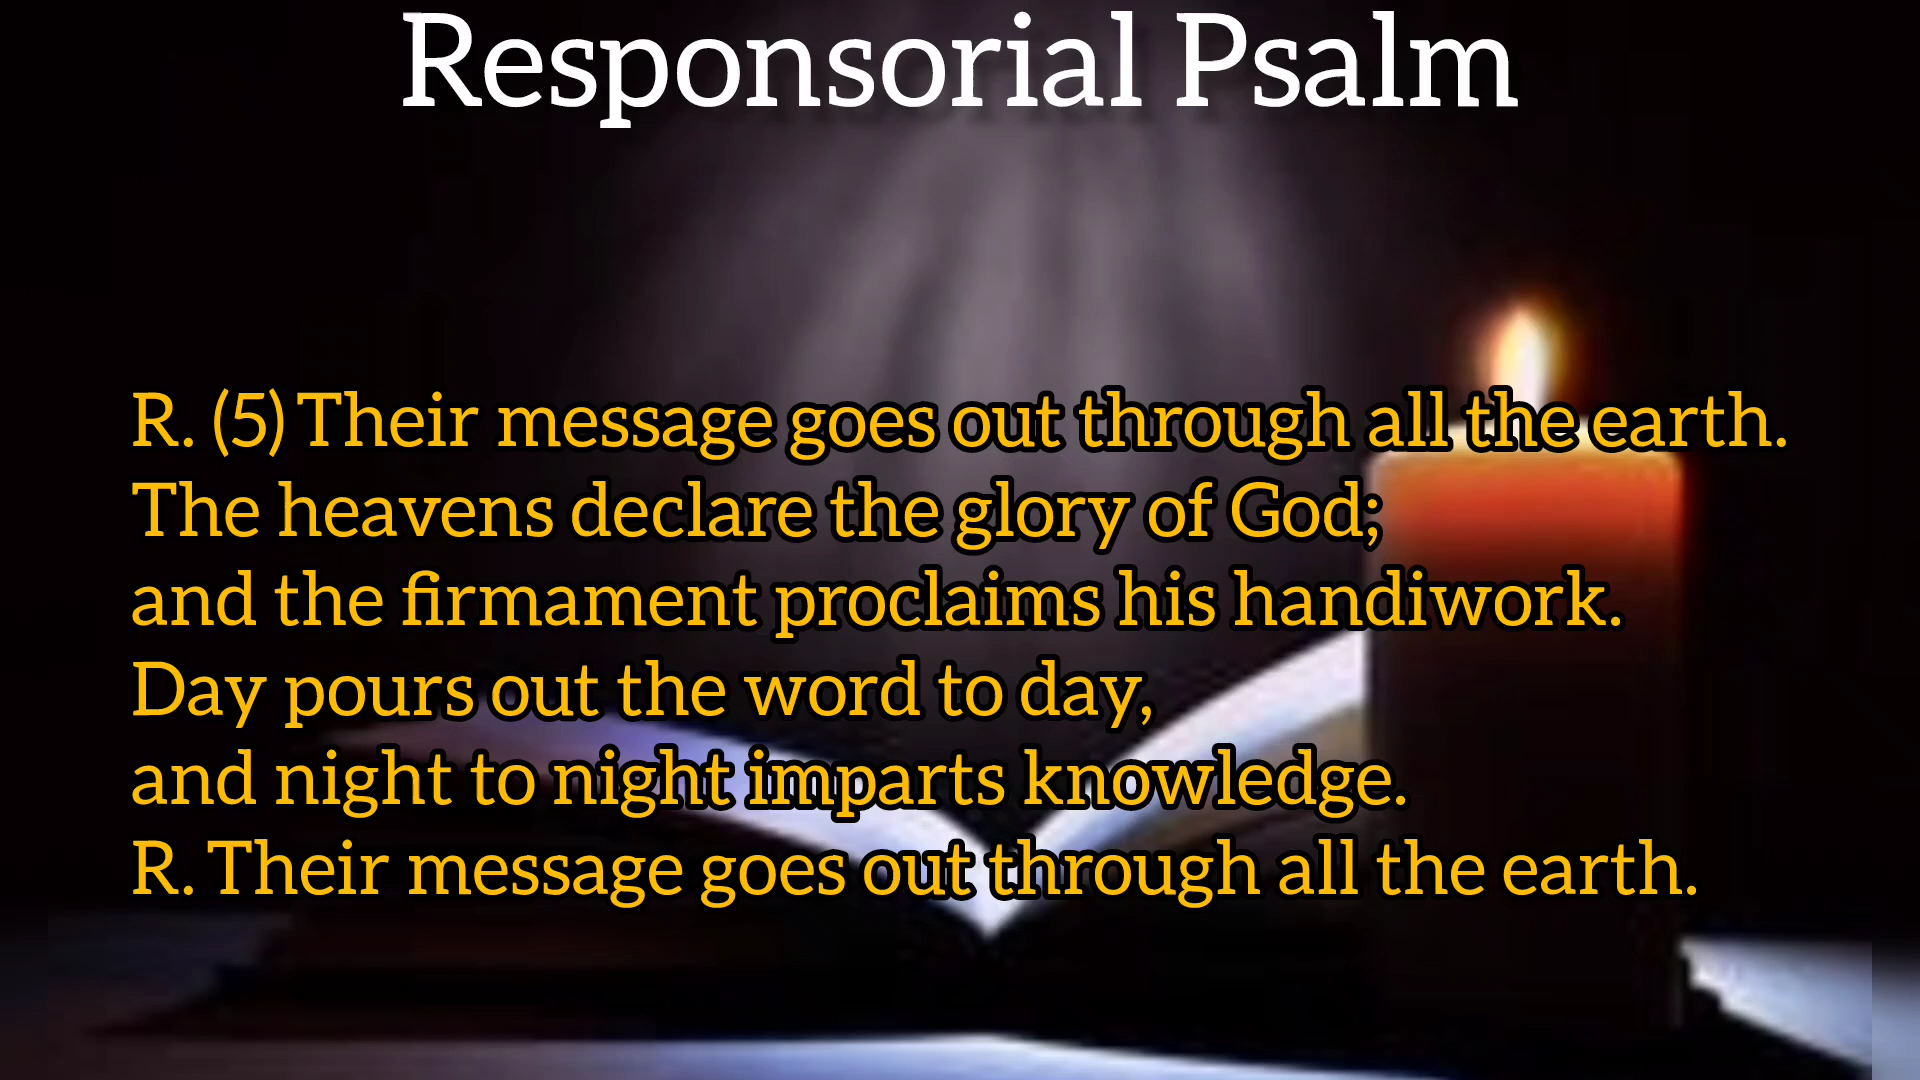 Responsorial Psalm
R. (5) Their message goes out through all the earth.
The heavens declare the glory of God;
and the firmament proclaims his handiwork.
Day pours out the word to day,
and night to night imparts knowledge.
R. Their message goes out through all the earth.